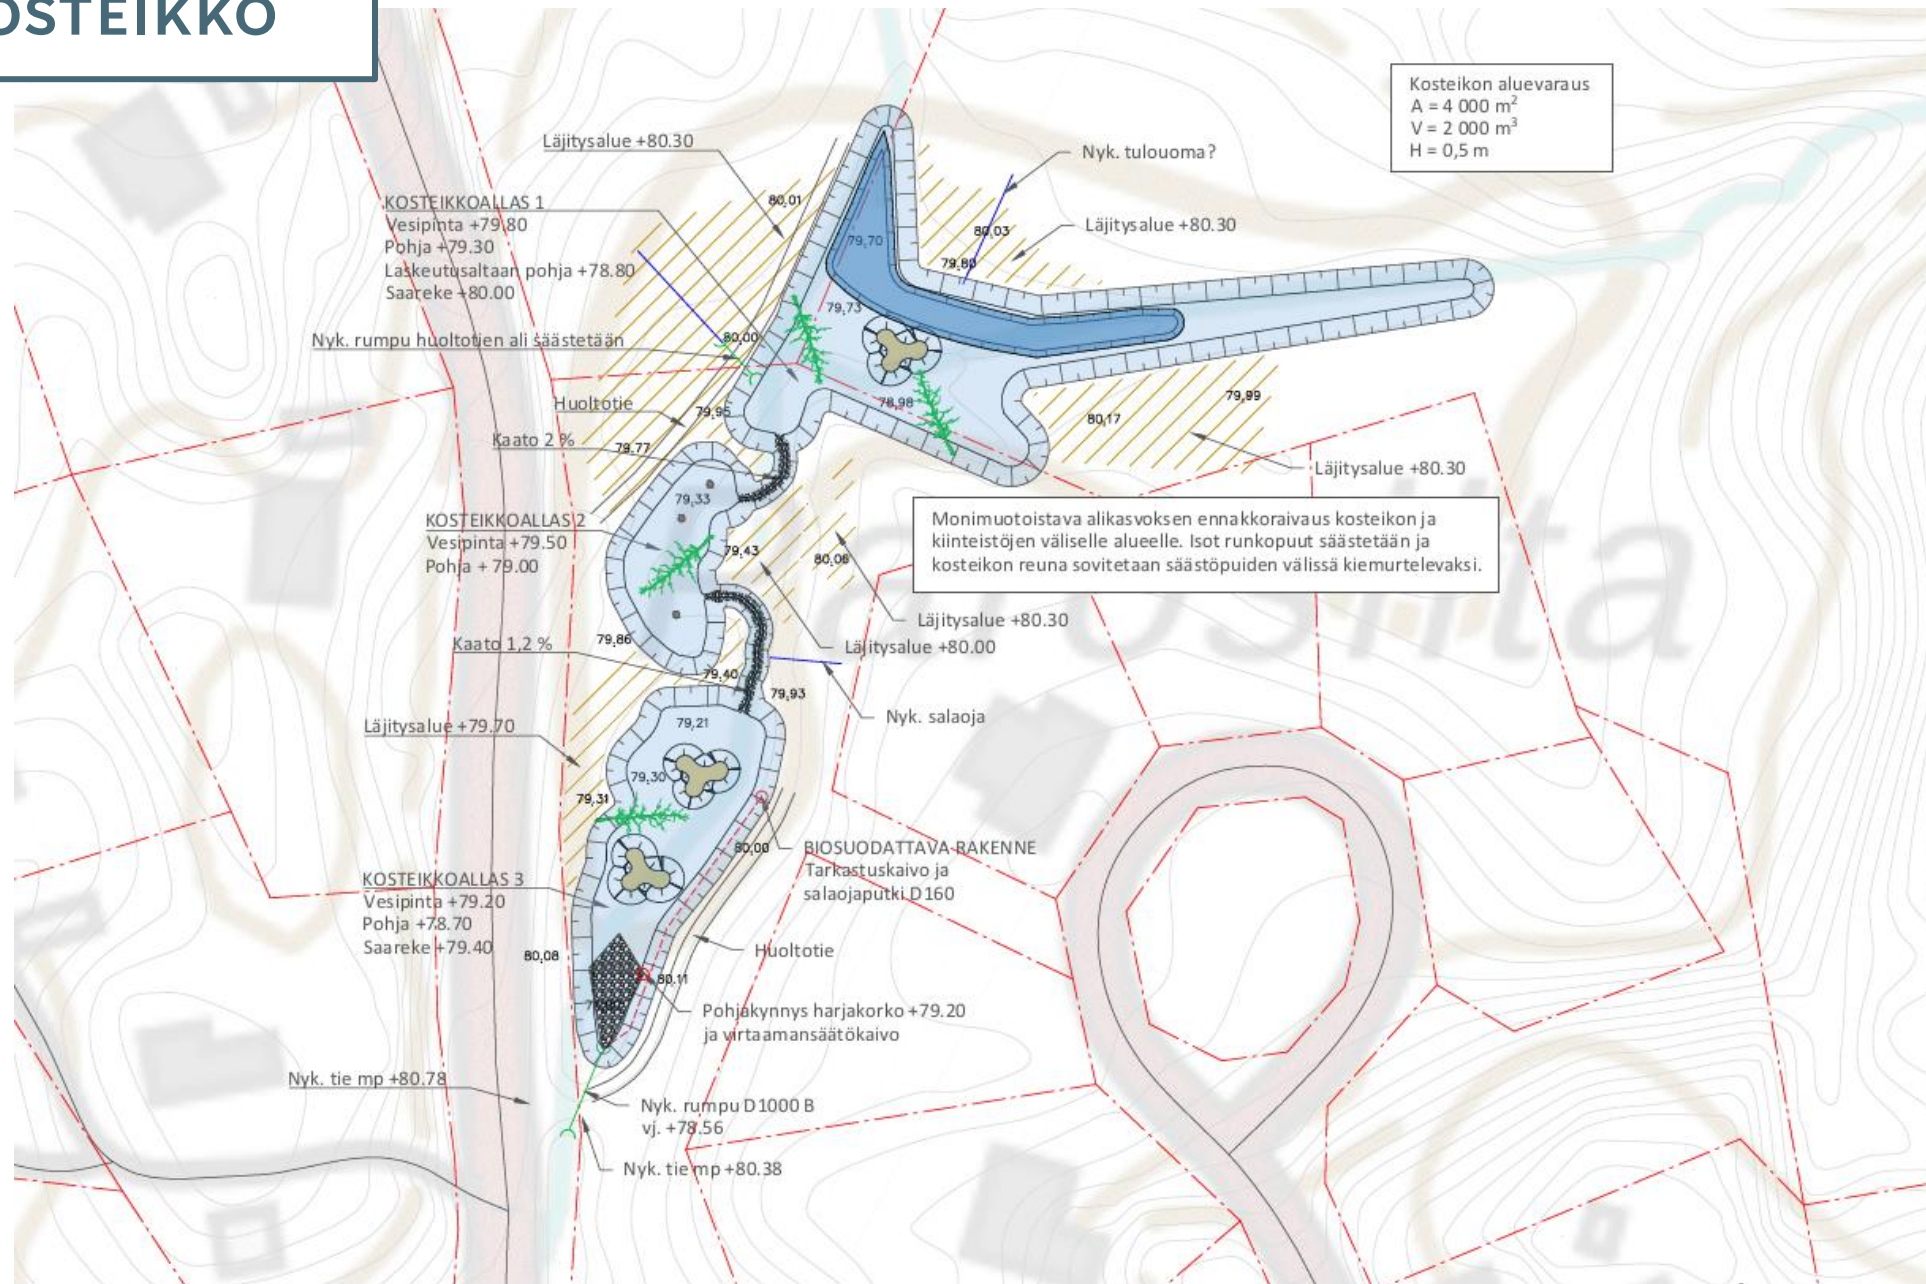 OSTEIKKO
Kosteikon aluevaraus
A = 4 000 m²
V = 2 000 m³
H = 0,5 m
Läjitysalue +80.30
Nyk. tulouoma?
80,01
KOSTEIKKOALLAS 1
Vesipinta +79.80
Pohja +79.30
Laskeutusaltaan pohja +78.80
Saareke +80.00
80,03
Läjitysalue +80.30
79,70
79,80
79,73
Nyk. rumpu huoltotien ali säästetään
80,00
Huoltotie
79,95
78,98
80,17
79,99
Kaato 2 %
79,77
Läjitysalue +80.30
79,33
KOSTEIKKOALLAS 2
Vesipinta +79.50
Pohja + 79.00
79,43
80,06
Monimuotoistava alikasvoksen ennakkoraivaus kosteikon ja
kiinteistöjen väliselle alueelle. Isot runkopuut säästetään ja
kosteikon reuna sovitetaan säästöpuiden välissä kiemurtelevaksi.
Läjitysalue +80.30
79,86
Kaato 1,2 %
Läjitysalue +80.00
79,40
79,93
Nyk. salaoja
Läjitysalue +79.70
79,21
79,30
79,31
80,00
BIOSUODATTAVA RAKENNE
Tarkastuskaivo ja
salaojaputki D160
KOSTEIKKOALLAS 3
Vesipinta +79.20
Pohja +78.70
Saareke +79.40
80,08
Huoltotie
80,11
Pohjakynnys harjakorko +79.20
ja virtaamansäätökaivo
Nyk. tie mp +80.78
Nyk. rumpu D1000 B
vj. +78.56
Nyk. tie mp +80.38